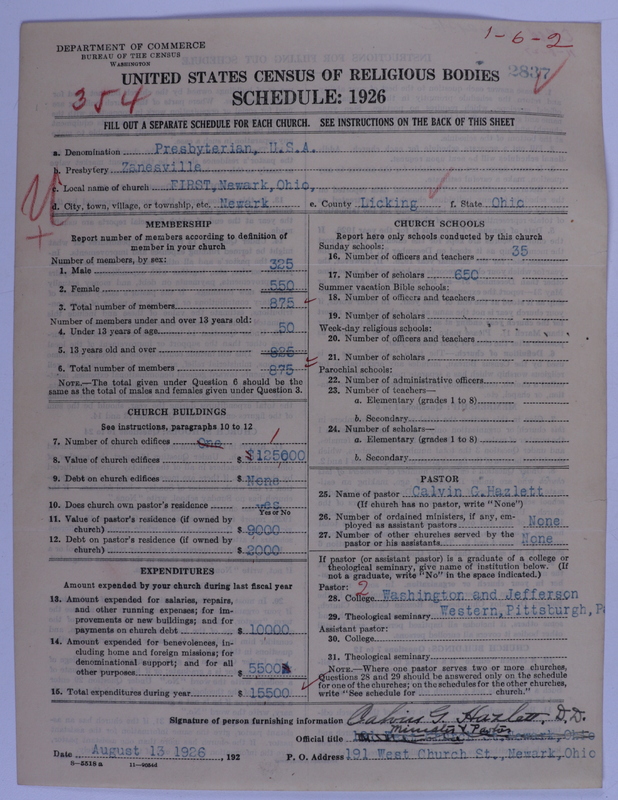 1-6-2
DEPARTMENT OF COMMERCE
BUREAU OF THE CENSUS
WASHINGTON
2837
UNITED STATES CENSUS OF RELIGIOUS BODIES
354
SCHEDULE: 1926
FILL OUT A SEPARATE SCHEDULE FOR EACH CHURCH. SEE INSTRUCTIONS ON THE BACK OF THIS SHEET
a. Denomination Presbyterian, U.S.A.
b. Presbytery Zanesville
c. Local name of church FIRST, Newark, Ohio,
d. City, town, village, or township, etc. Newark e. County Licking f. State Ohio
MEMBERSHIP
Report number of members according to definition of
member in your church
Number of members, by sex:
1. Male 325
2. Female 550
3. Total number of members 875
Number of members under and over 13 years old:
4. Under 13 years of age 50
5. 13 years old and over 825
6. Total number of members 875
NOTE.—The total given under Question 6 should be
same as the total of males and females given under Question 3.
CHURCH BUILDINGS
See instructions, paragraphs 10 to 12
7. Number of church edifices One 1
8. Value of church edifices $ $125000
9. Debt on church edifices $ None
10. Does church own pastor's residence yes
Yes or No
11. Value of pastor's residence (if owned by
church) $ 9000
12. Debt on pastor's residence (if owned by
church) $ 2000
EXPENDITURES
Amount expended by your church during last fiscal year
13. Amount expended for salaries, repairs,
and other running expenses; for im-
provements or new buildings; and for
payments on church debt $ 10000
14. Amount expended for benevolences, in-
cluding home and foreign missions; for
denominational support; and for all
other purposes $ 5500
15. Total expenditures during year $ 15500
CHURCH SCHOOLS
Report here only schools conducted by this church
Sunday schools:
16. Number of officers and teachers 35
17. Number of scholars 650
Summer vacation Bible schools:
18. Number of officers and teachers
19. Number of scholars
Week-day religious schools:
20. Number of officers and teachers
21. Number of scholars
Parochial schools:
22. Number of administrative officers
23. Number of teachers—
a. Elementary (grades 1 to 8)
b. Secondary
24. Number of scholars—
a. Elementary (grades 1 to 8)
b. Secondary
PASTOR
25. Name of pastor Calvin G. Hazlett
(If church has no pastor, write "None")
26. Number of ordained ministers, if any, em-
ployed as assistant pastors None
27. Number of other churches served by the
pastor or his assistants None
If pastor (or assistant pastor) is a graduate of a college or
theological seminary, give name of institution below. (If
not a graduate, write "No" in the space indicated.)
Pastor: 2
28. College Washington and Jefferson
29. Theological seminary Western, Pittsburgh, Pa
Assistant pastor:
30. College
31. Theological seminary
NOTE.—Where one pastor serves two or more churches,
Questions 28 and 29 should be answered only on the schedule
for one of the churches; on the schedules for the other churches,
write "See schedule for church."
Signature of person furnishing information Calvin G. Hazlett, D.D.
Official title Minister & Pastor
Date August 13 1926, 192 P. O. Address 191 West Church St., Newark, Ohio
8-5518 a 11-9054d